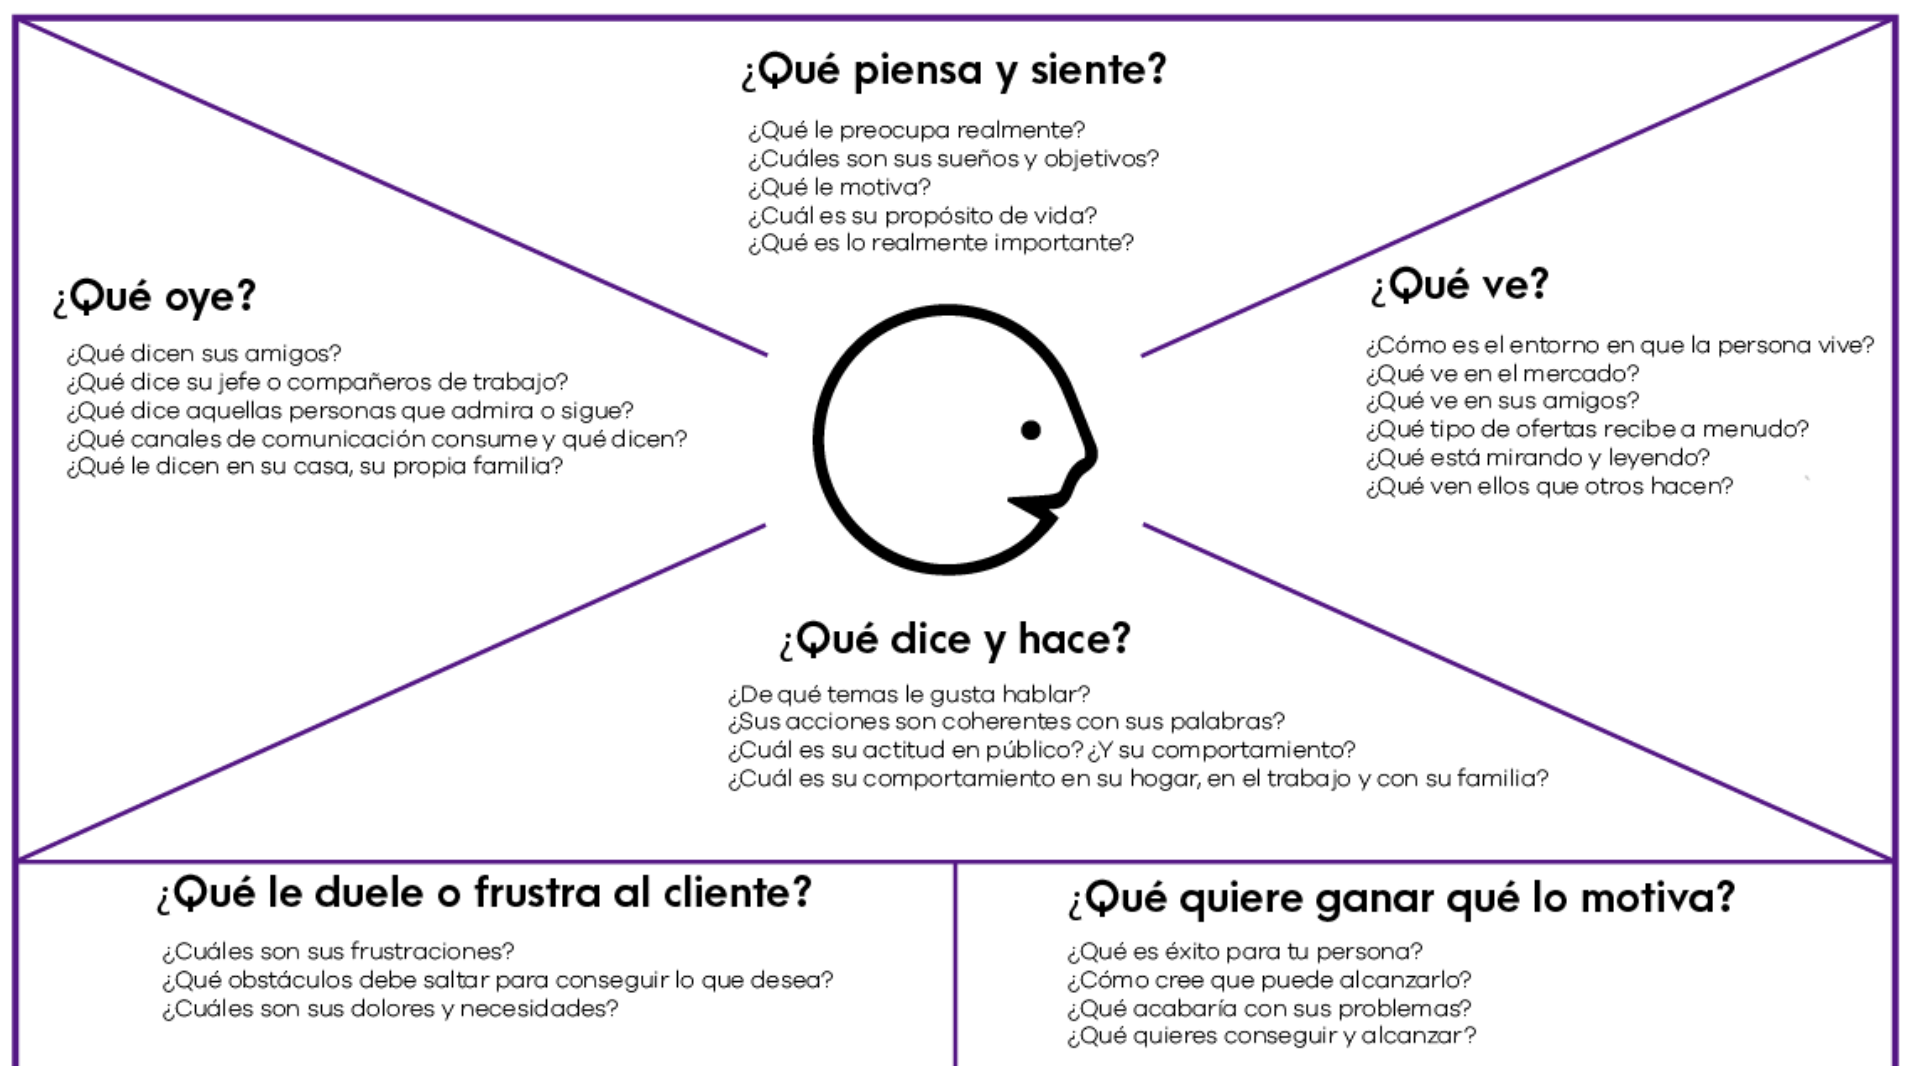 ¿Qué piensa y siente?
¿Qué le preocupa realmente?
¿Cuáles son sus sueños y objetivos?
¿Qué le motiva?
¿Cuál es su propósito de vida?
¿Qué es lo realmente importante?
¿Qué oye?
¿Qué dicen sus amigos?
¿Qué dice su jefe o compañeros de trabajo?
¿Qué dice aquellas personas que admira o sigue?
¿Qué canales de comunicación consume y qué dicen?
¿Qué le dicen en su casa, su propia familia?
¿Qué ve?
¿Cómo es el entorno en que la persona vive?
¿Qué ve en el mercado?
¿Qué ve en sus amigos?
¿Qué tipo de ofertas recibe a menudo?
¿Qué está mirando y leyendo?
¿Qué ven ellos que otros hacen?
¿Qué dice y hace?
¿De qué temas le gusta hablar?
¿Sus acciones son coherentes con sus palabras?
¿Cuál es su actitud en público? ¿Y su comportamiento?
¿Cuál es su comportamiento en su hogar, en el trabajo y con su familia?
¿Qué le duele o frustra al cliente?
¿Cuáles son sus frustraciones?
¿Qué obstáculos debe saltar para conseguir lo que desea?
¿Cuáles son sus dolores y necesidades?
¿Qué quiere ganar qué lo motiva?
¿Qué es éxito para tu persona?
¿Cómo cree que puede alcanzarlo?
¿Qué acabaría con sus problemas?
¿Qué quieres conseguir y alcanzar?